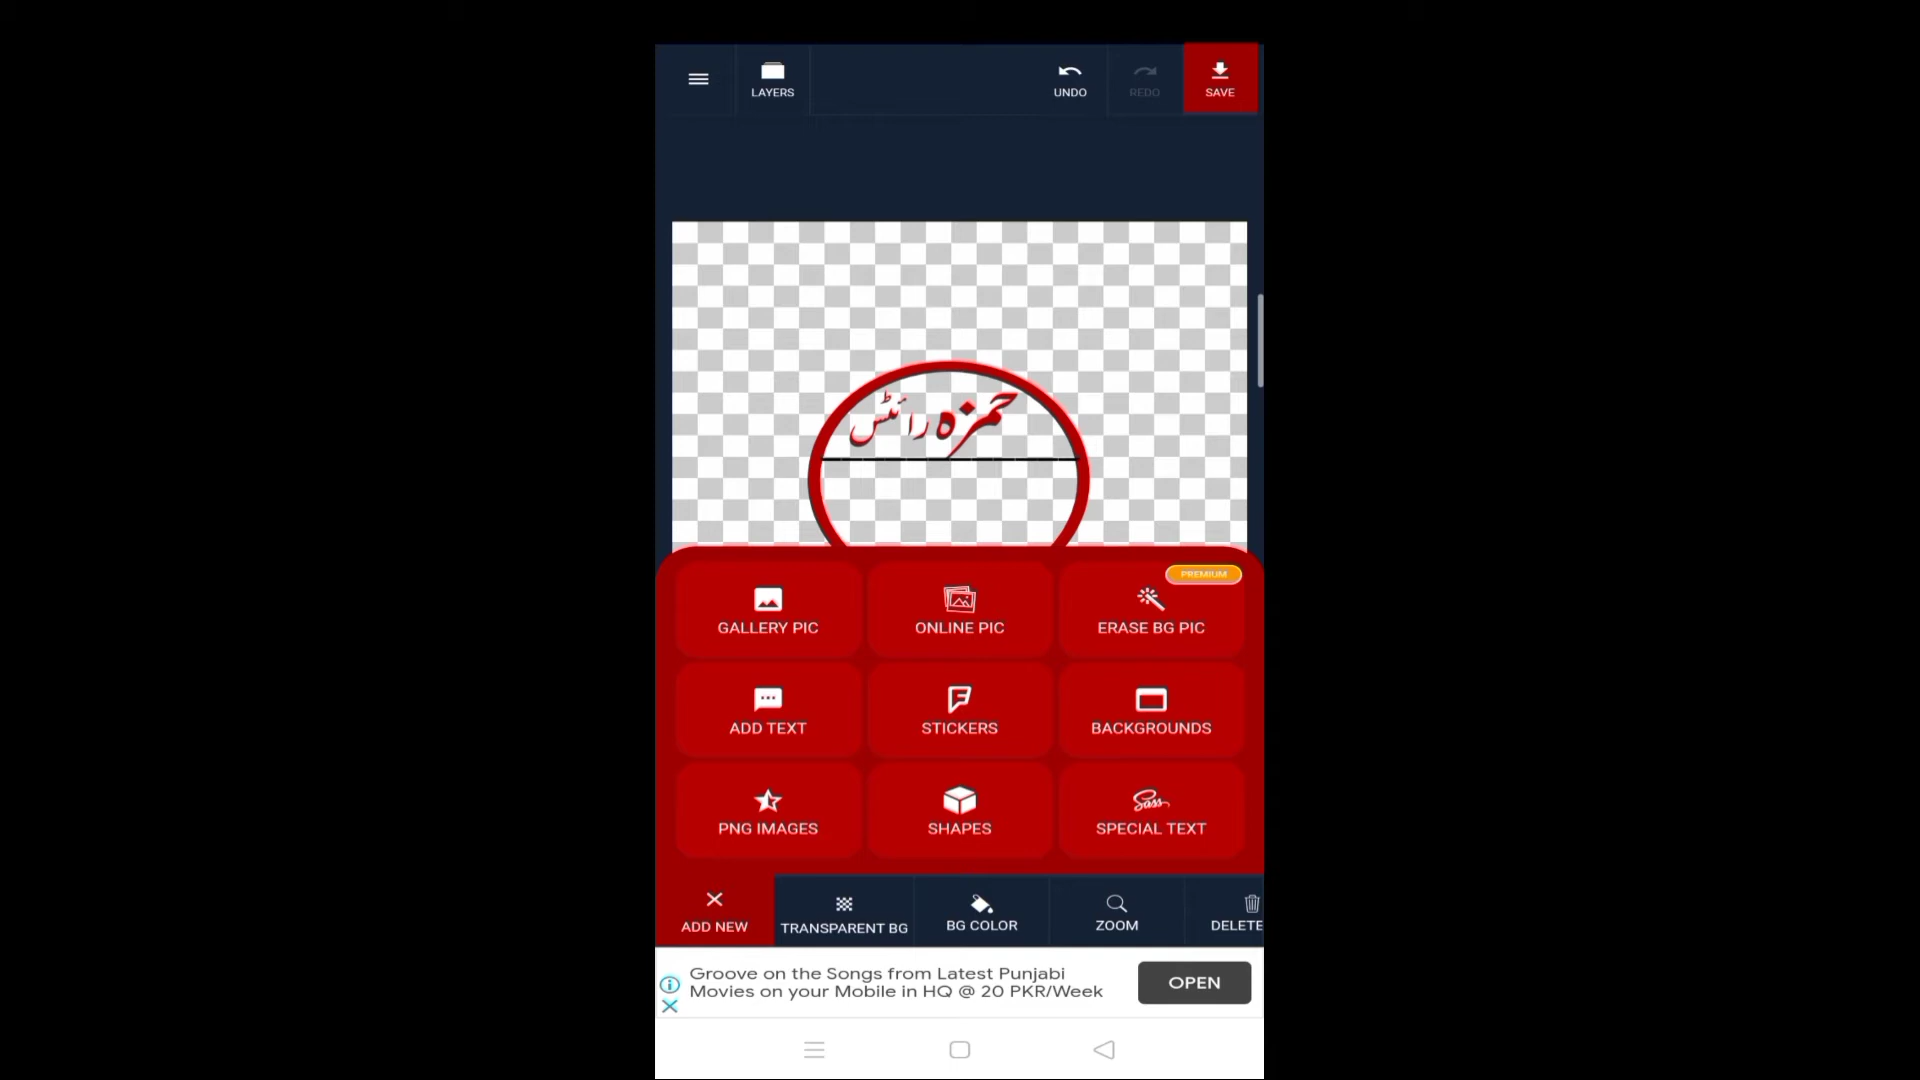 LAYERS
UNDO
REDO
SAVE
حمزہ رائٹس
PREMIUM
GALLERY PIC
ONLINE PIC
ERASE BG PIC
ADD TEXT
STICKERS
BACKGROUNDS
PNG IMAGES
SHAPES
Sass
SPECIAL TEXT
ADD NEW
TRANSPARENT BG
BG COLOR
ZOOM
DELETE
Groove on the Songs from Latest Punjabi
Movies on your Mobile in HQ @ 20 PKR/Week
OPEN